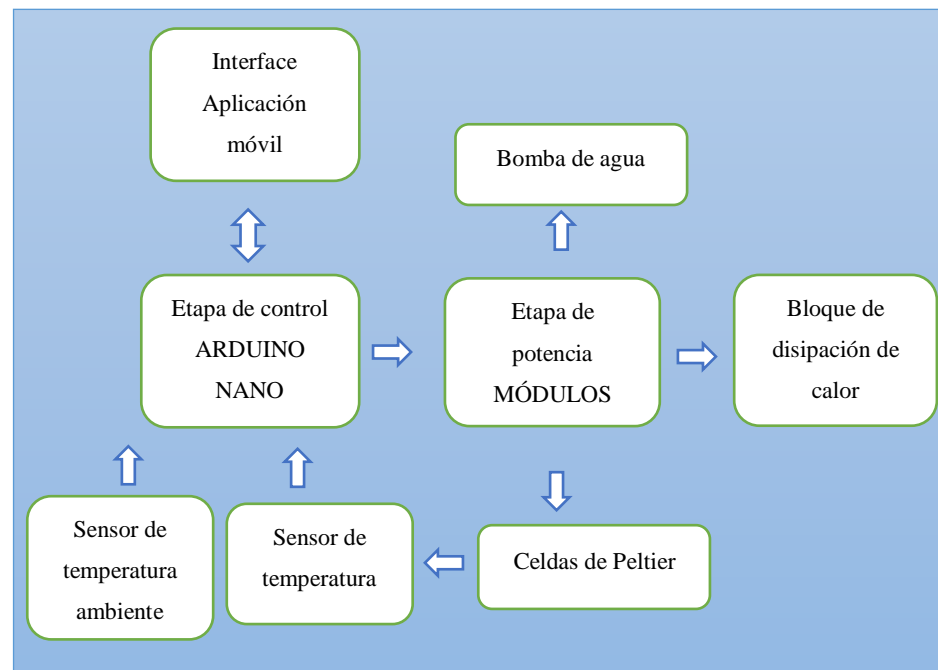 Interface
Aplicación
móvil
Bomba de agua
Etapa de control
ARDUINO
NANO
Etapa de
potencia
MÓDULOS
Bloque de
disipación de
calor
Sensor de
temperatura
ambiente
Sensor de
temperatura
Celdas de Peltier